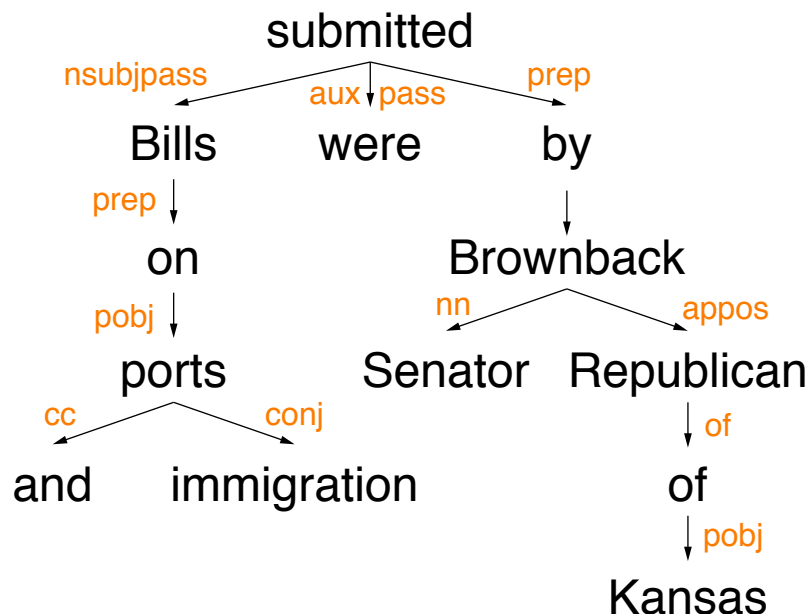 submitted
nsubjpass aux pass prep
Bills were by
prep
on Brownback
pobj nn appos
ports Senator Republican
cc conj of
and immigration of
pobj
Kansas